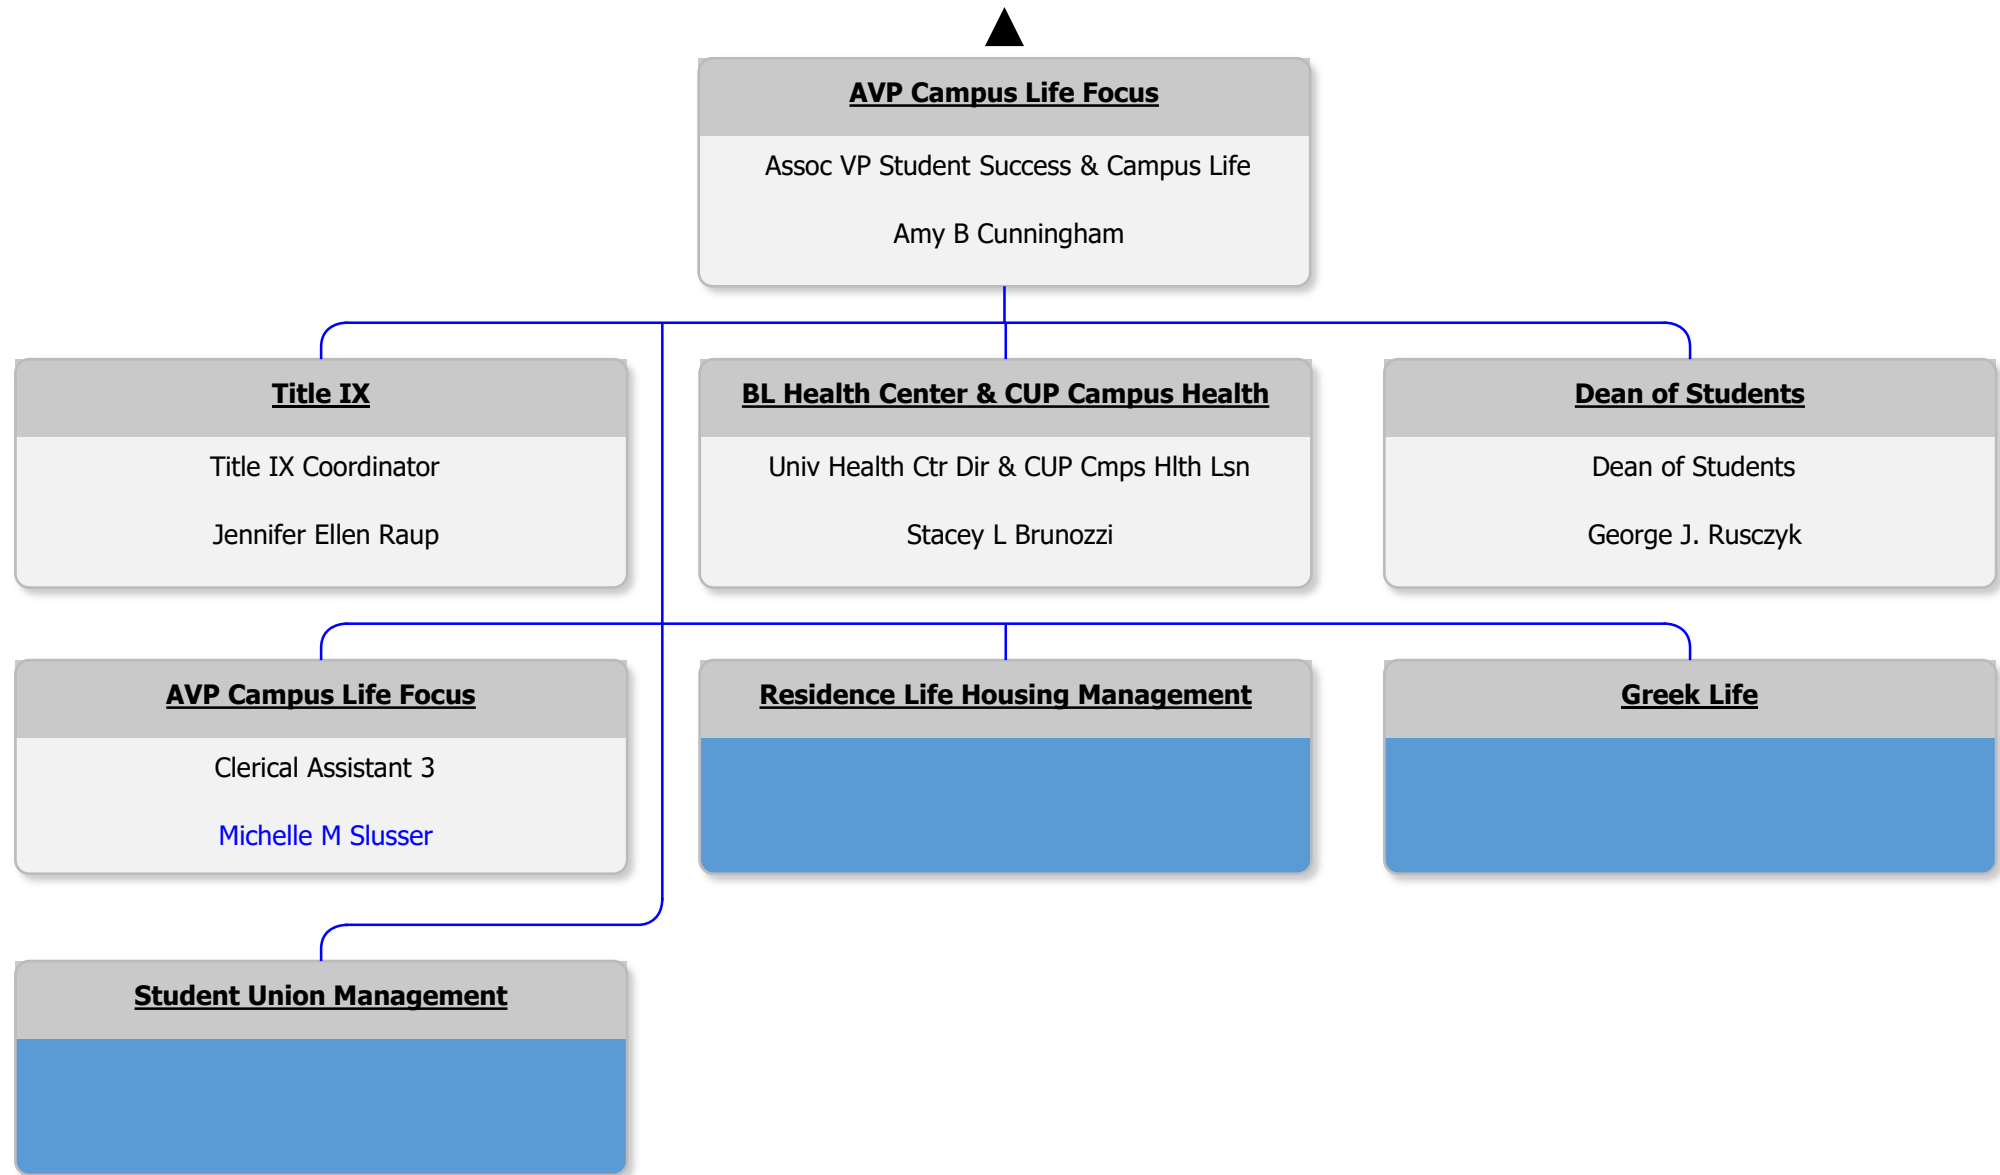 AVP Campus Life Focus
Assoc VP Student Success & Campus Life
Amy B Cunningham
Title IX
Title IX Coordinator
Jennifer Ellen Raup
BL Health Center & CUP Campus Health
Univ Health Ctr Dir & CUP Cmps Hlth Lsn
Stacey L Brunozzi
Dean of Students
Dean of Students
George J. Rusczyk
AVP Campus Life Focus
Clerical Assistant 3
Michelle M Slusser
Residence Life Housing Management
Greek Life
Student Union Management